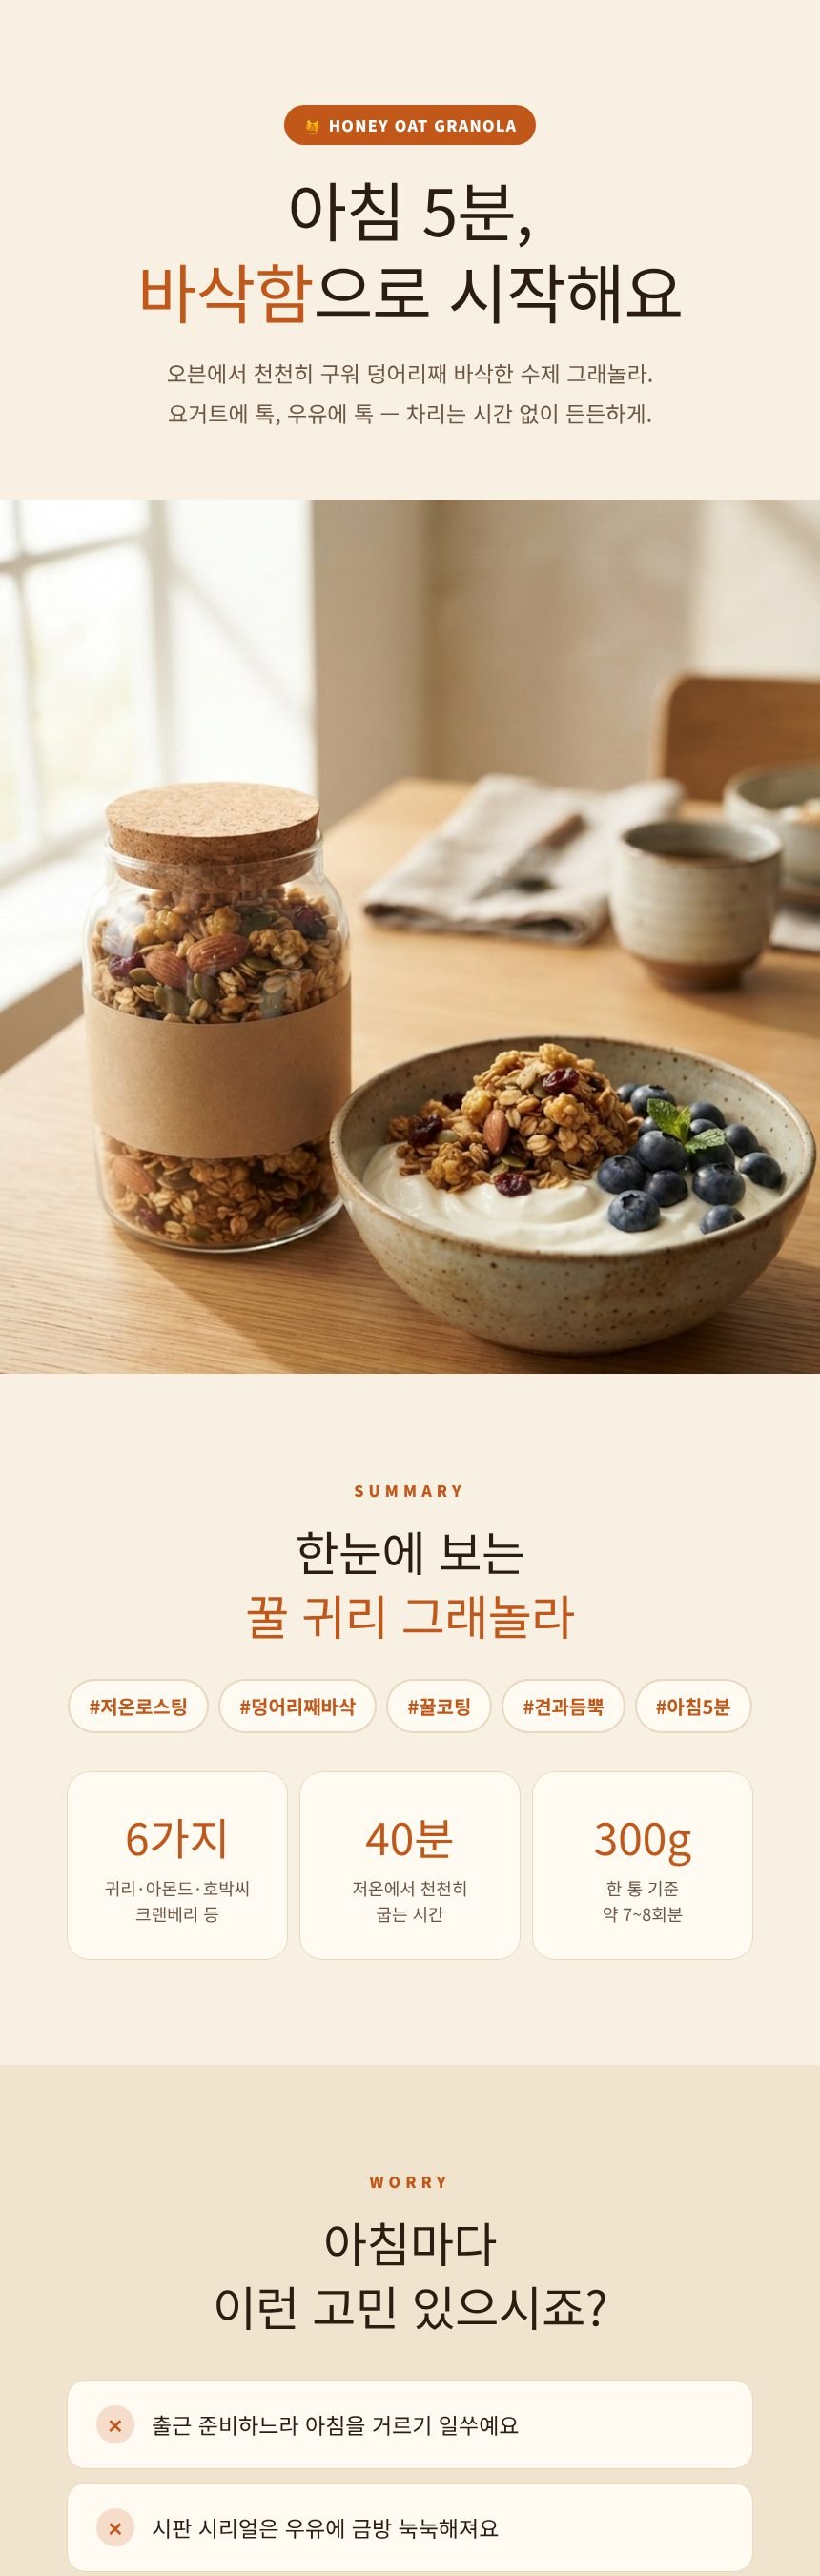 HONEY OAT GRANOLA
아침 5분,
바삭함으로 시작해요
오븐에서 천천히 구워 덩어리째 바삭한 수제 그래놀라.
요거트에 톡, 우유에 톡 — 차리는 시간 없이 든든하게.
SUMMARY
한눈에 보는
꿀 귀리 그래놀라
#저온로스팅 #덩어리째바삭 #꿀코팅 #견과듬뿍 #아침5분
6가지
귀리·아몬드·호박씨
크랜베리 등
40분
저온에서 천천히
굽는 시간
300g
한 통 기준
약 7~8회분
WORRY
아침마다
이런 고민 있으시죠?
출근 준비하느라 아침을 거르기 일쑤예요
시판 시리얼은 우유에 금방 눅눅해져요